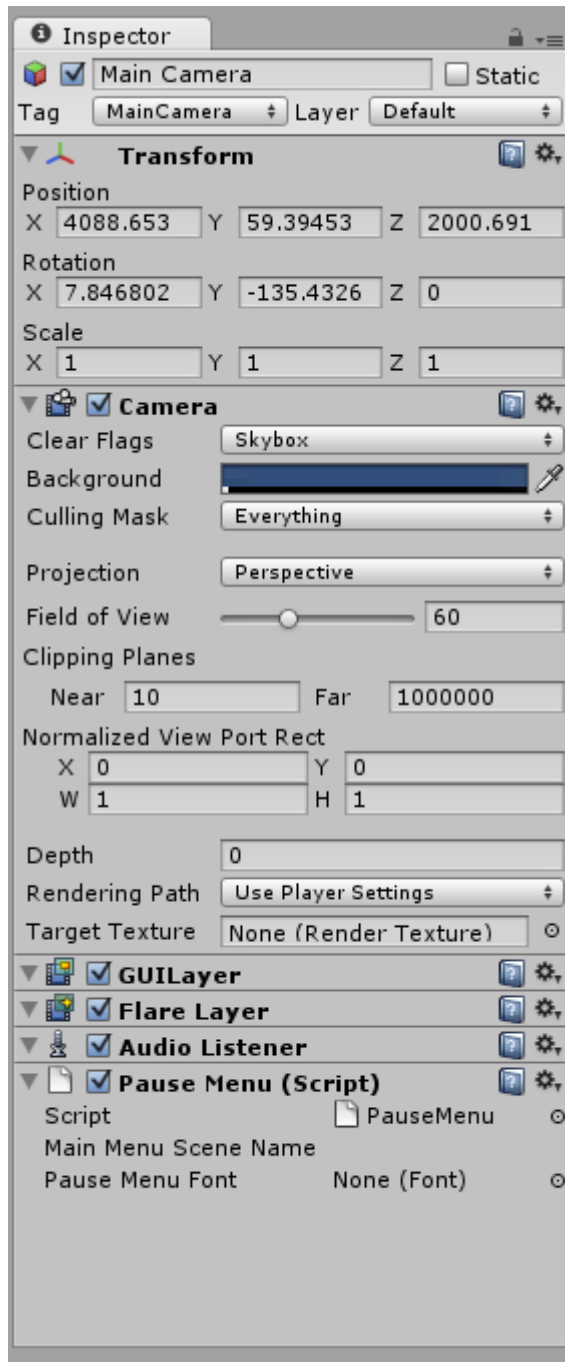 Inspector
Main Camera Static
Tag MainCamera Layer Default
Transform
Position
X 4088.653 Y 59.39453 Z 2000.691
Rotation
X 7.846802 Y -135.4326 Z 0
Scale
X 1 Y 1 Z 1
Camera
Clear Flags Skybox
Background
Culling Mask Everything
Projection Perspective
Field of View 60
Clipping Planes
Near 10 Far 1000000
Normalized View Port Rect
X 0 Y 0
W 1 H 1
Depth 0
Rendering Path Use Player Settings
Target Texture None (Render Texture)
GUILayer
Flare Layer
Audio Listener
Pause Menu (Script)
Script PauseMenu
Main Menu Scene Name
Pause Menu Font None (Font)